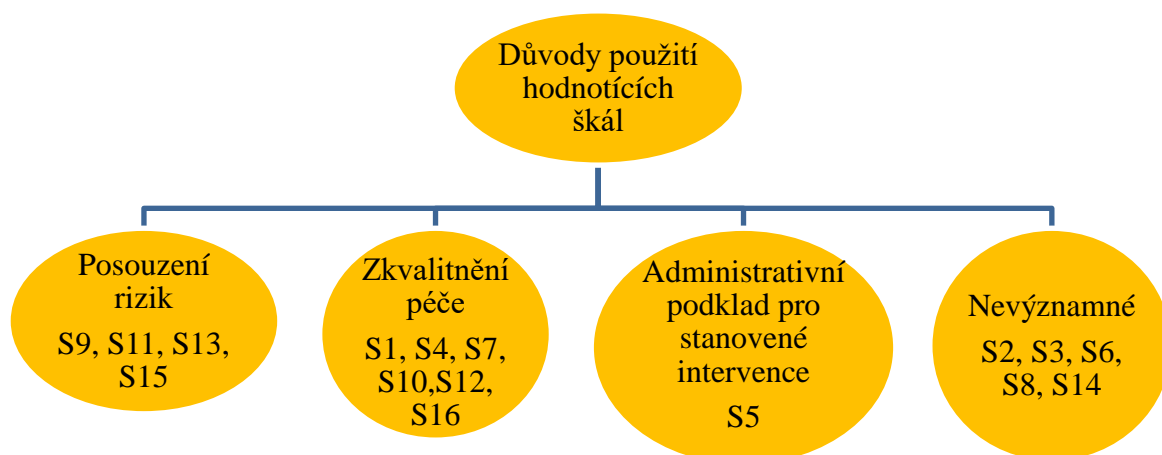 Důvody použití
hodnotících
škál
Posouzení
rizik
S9, S11, S13,
S15
Zkvalitnění
péče
S1, S4, S7,
S10,S12,
S16
Administrativní
podklad pro
stanovené
intervence
S5
Nevýznamné
S2, S3, S6,
S8, S14